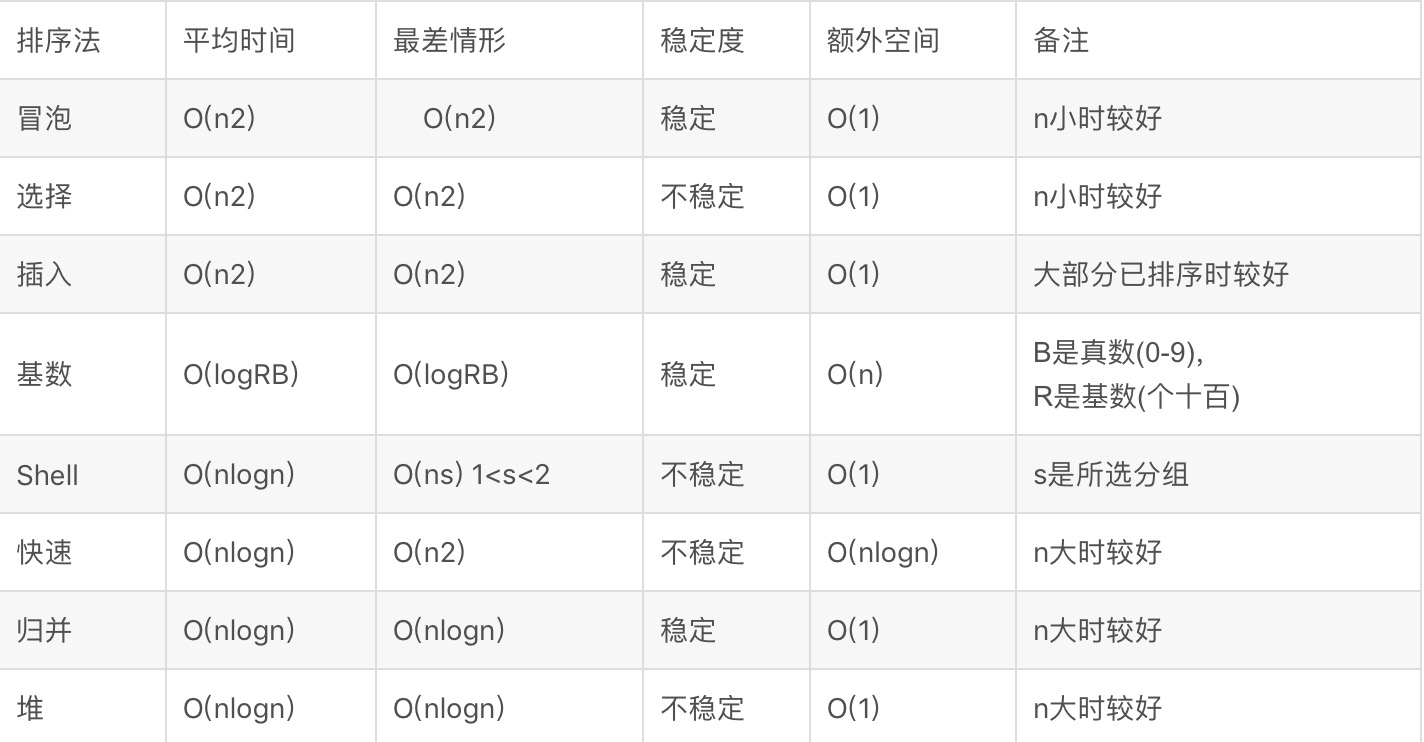 排序法 平均时间 最差情形 稳定度 额外空间 备注
冒泡 O(n2) O(n2) 稳定 O(1) n小时较好
选择 O(n2) O(n2) 不稳定 O(1) n小时较好
插入 O(n2) O(n2) 稳定 O(1) 大部分已排序时较好
基数 O(logRB) O(logRB) 稳定 O(n) B是真数(0-9),
R是基数(个十百)
Shell O(nlogn) O(ns) 1<s<2 不稳定 O(1) s是所选分组
快速 O(nlogn) O(n2) 不稳定 O(nlogn) n大时较好
归并 O(nlogn) O(nlogn) 稳定 O(1) n大时较好
堆 O(nlogn) O(nlogn) 不稳定 O(1) n大时较好